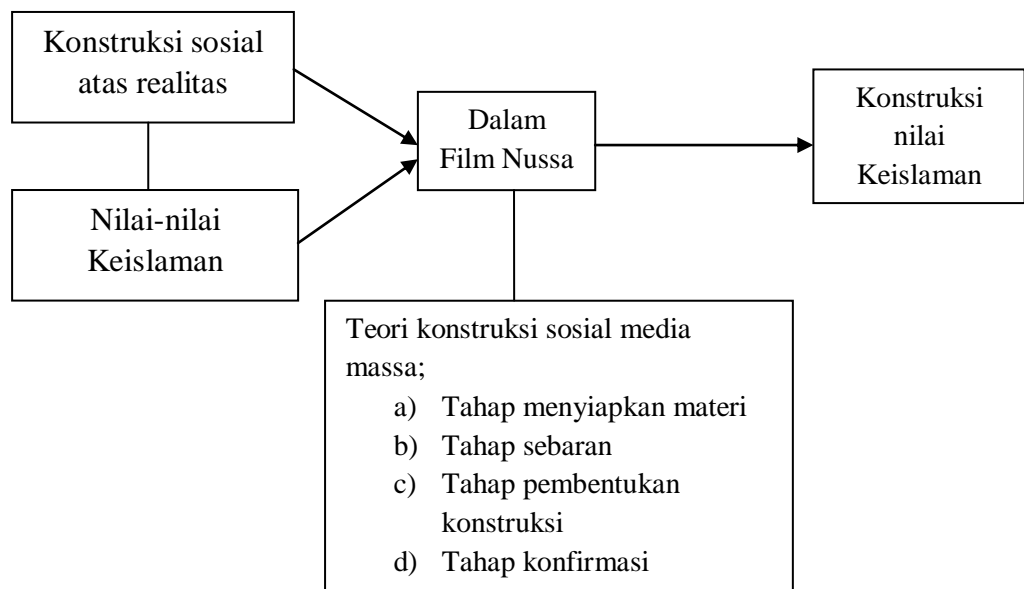 Konstruksi sosial
atas realitas
Nilai-nilai
Keislaman
Dalam
Film Nussa
Konstruksi
nilai
Keislaman
Teori konstruksi sosial media
massa;
a) Tahap menyiapkan materi
b) Tahap sebaran
c) Tahap pembentukan
konstruksi
d) Tahap konfirmasi